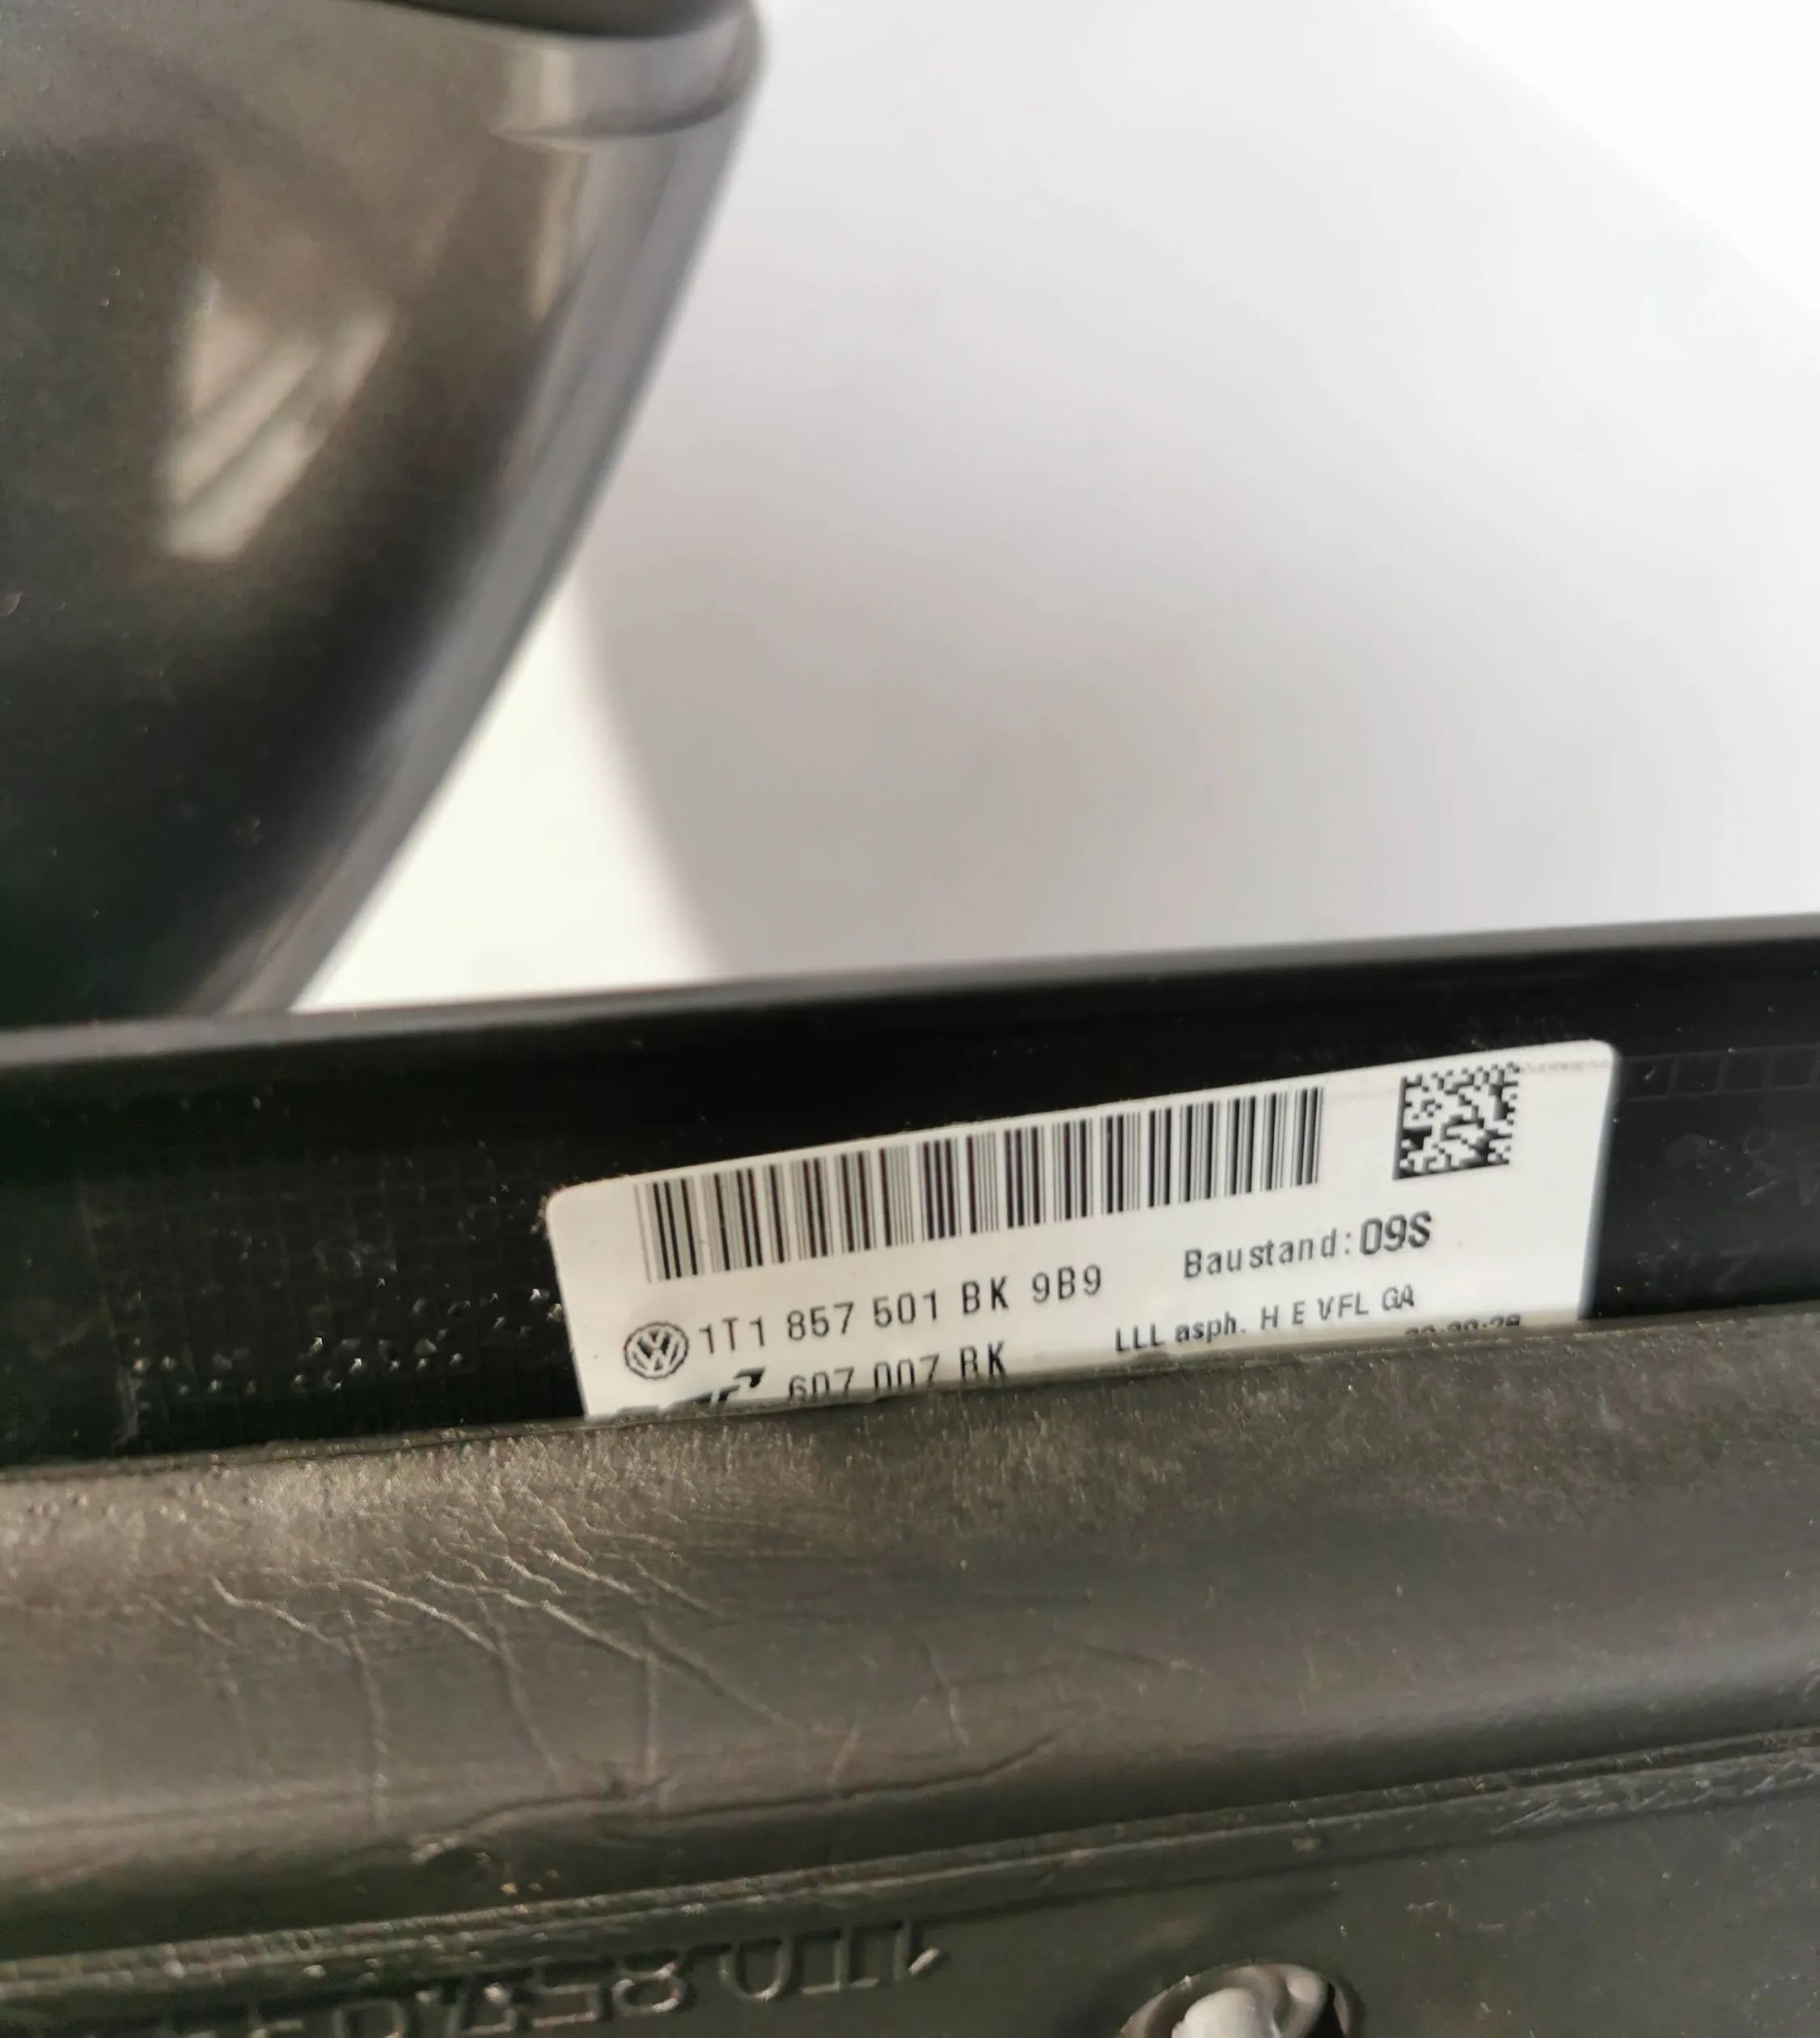 1T1 857 501 BK 9B9
Baustand: 09S
607 007 BK
LLL asph. H E VFL GA